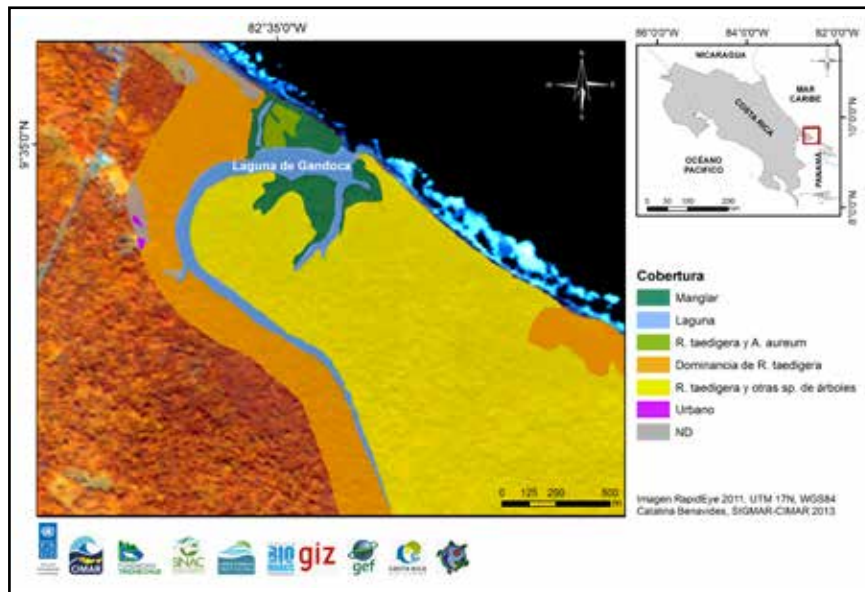 82°35'0"W
9°35'0"N
Laguna de Gandoca
86°0'0"W 84°0'0"W 82°0'0"W
NICARAGUA
MAR
CARIBE
COSTA RICA
OCÉANO
PACIFICO
PANAMÁ
10°0'0"N
8°0'0"N
0 50 100 200
Cobertura
Manglar
Laguna
R. taedigera y A. aureum
Dominancia de R. taedigera
R. taedigera y otras sp. de árboles
Urbano
ND
0 125 250 500
m
Imagen RapidEye 2011, UTM 17N, WGS84
Catalina Benavides, SIGMAR-CIMAR 2013
CIMAR
SINAC
giz
gef
COSTA RICA